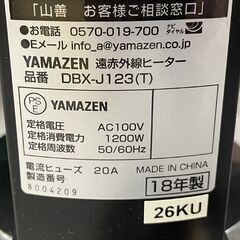 「山善 お客様ご相談窓口」
●お電話 0570-019-700 ナビダイヤル
●Eメール info_a@yamazen.co.jp
YAMAZEN 遠赤外線ヒーター
品番 DBX-J123(T)
PSE YAMAZEN
定格電圧 AC100V
定格消費電力 1200W
定格周波数 50/60Hz
電流ヒューズ 20A
製造番号 18年製
8004209
26KU